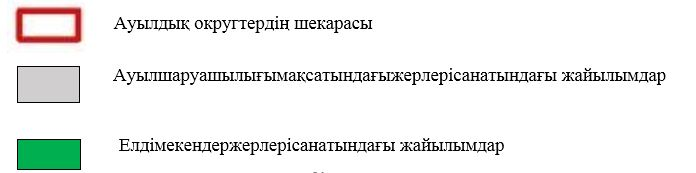 Ауылдық округтердің шекарасы
Ауылшаруашылығымақсатындағыжерлерісанатындағы жайылымдар
Елдімекендержерлерісанатындағы жайылымдар